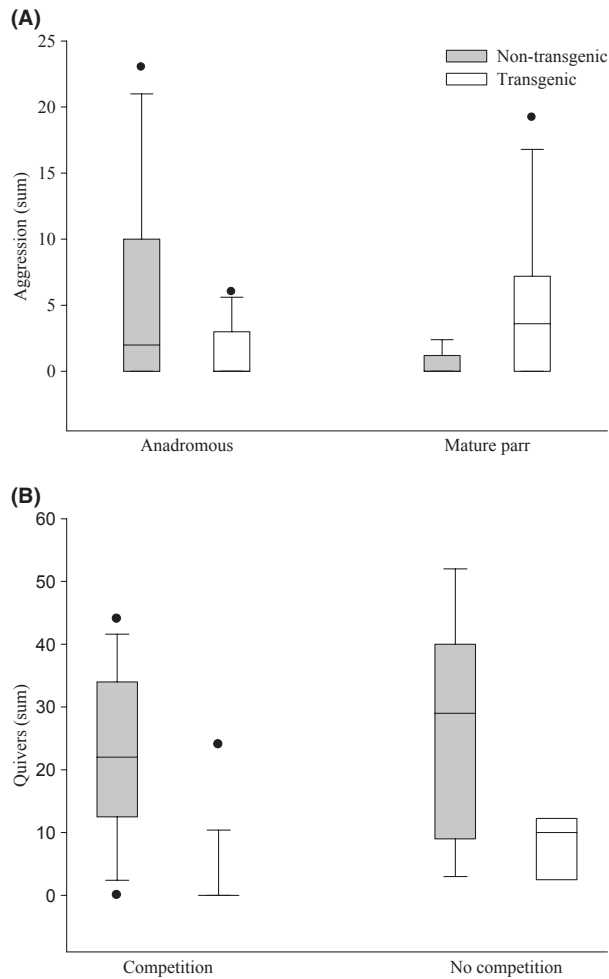 (A)
25
20
15
10
5
0
Aggression (sum)
Non-transgenic
Transgenic
Anadromous Mature parr
(B)
60
50
40
30
20
10
0
Quivers (sum)
Competition No competition